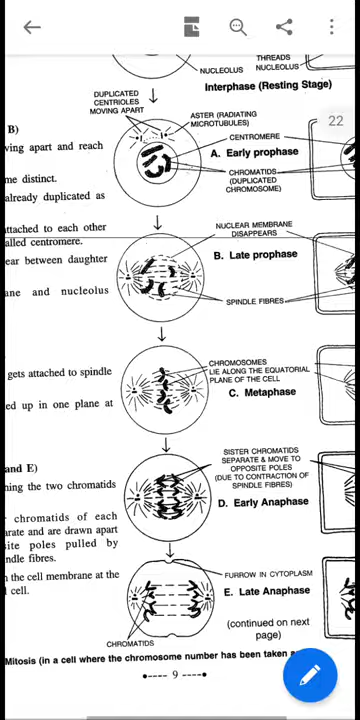 THREADS
NUCLEOLUS
NUCLEOLUS
Interphase (Resting Stage)
DUPLICATED
CENTRIOLES
MOVING APART
ASTER (RADIATING
MICROTUBULES)
22
B)
CENTROMERE
ving apart and reach
A. Early prophase
me distinct.
CHROMATIDS
(DUPLICATED
CHROMOSOME)
already duplicated as
attached to each other
alled centromere.
NUCLEAR MEMBRANE
DISAPPEARS
ear between daughter
B. Late prophase
ane and nucleolus
SPINDLE FIBRES
gets attached to spindle
CHROMOSOMES
LIE ALONG THE EQUATORIAL
PLANE OF THE CELL
C. Metaphase
ed up in one plane at
and E)
SISTER CHROMATIDS
SEPARATE & MOVE TO
OPPOSITE POLES
(DUE TO CONTRACTION OF
SPINDLE FIBRES)
ning the two chromatids
D. Early Anaphase
chromatids of each
arate and are drawn apart
site poles pulled by
ndle fibres.
n the cell membrane at the
cell.
FURROW IN CYTOPLASM
E. Late Anaphase
(continued on next
page)
CHROMATIDS
Mitosis (in a cell where the chromosome number has been taken
9